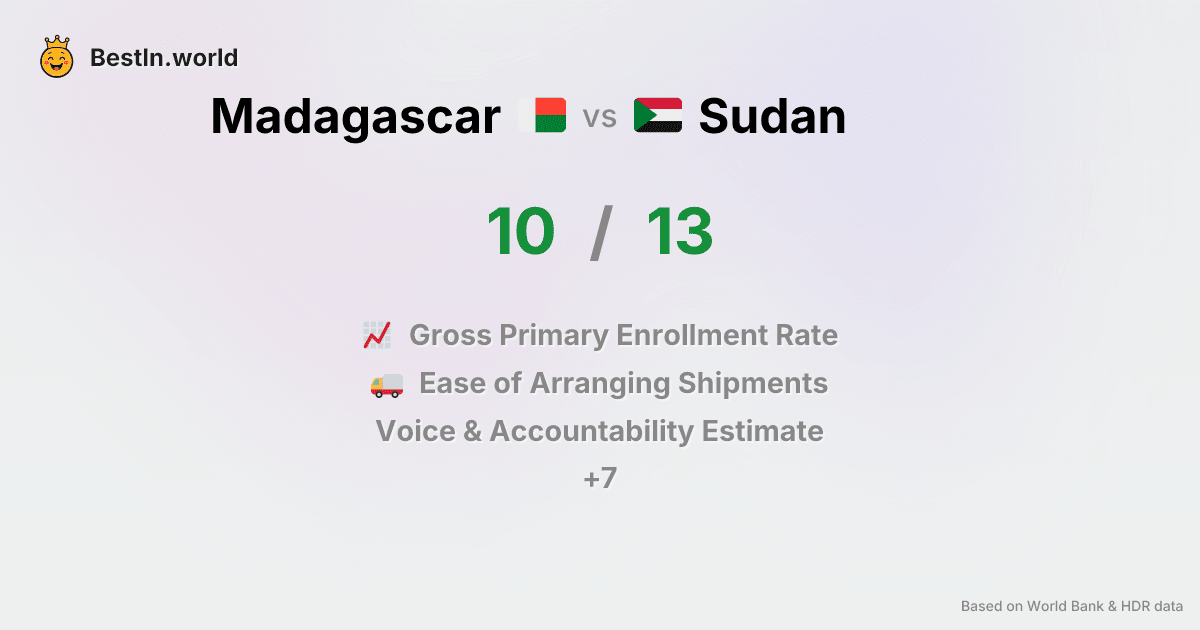 BestIn.world
Madagascar vs Sudan
10 / 13
Gross Primary Enrollment Rate
Ease of Arranging Shipments
Voice & Accountability Estimate
+7
Based on World Bank & HDR data